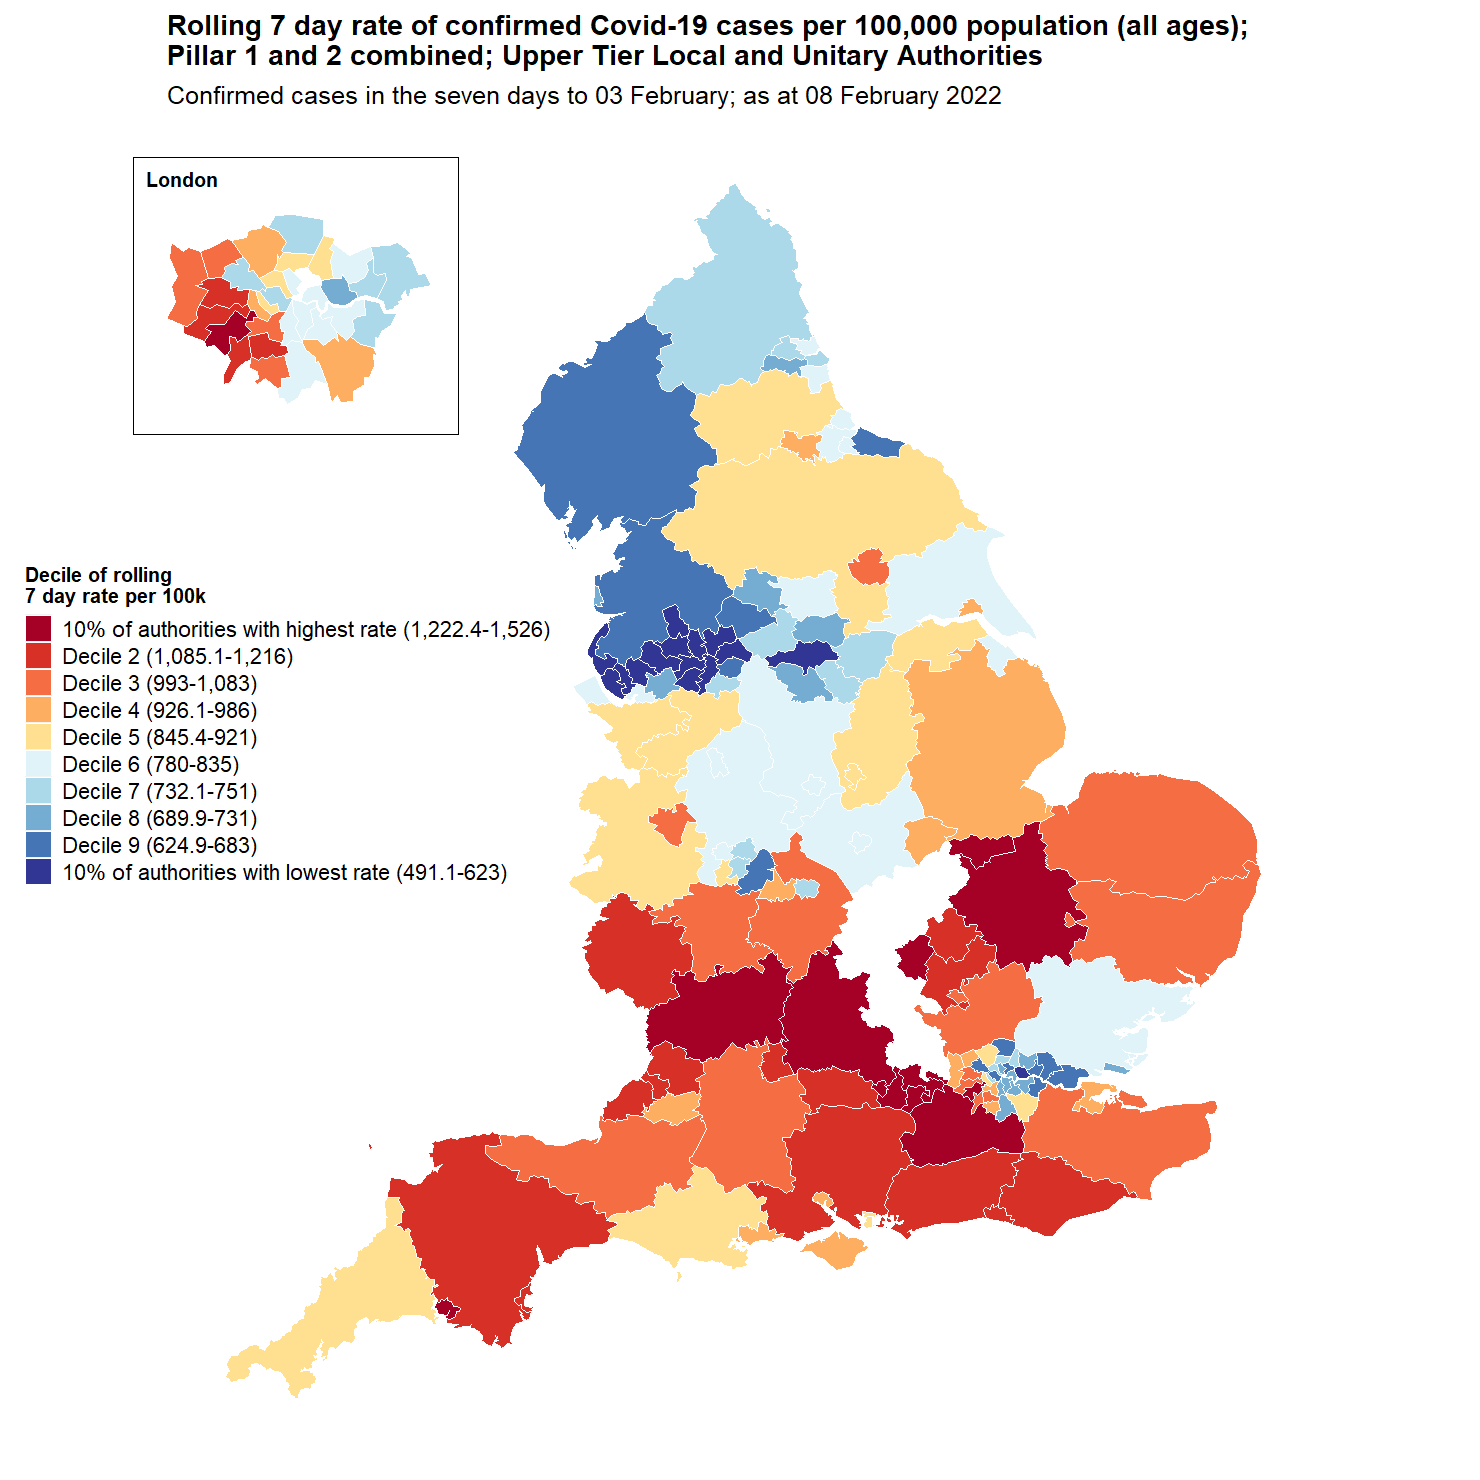 Rolling 7 day rate of confirmed Covid-19 cases per 100,000 population (all ages);
Pillar 1 and 2 combined; Upper Tier Local and Unitary Authorities
Confirmed cases in the seven days to 03 February; as at 08 February 2022
London
Decile of rolling
7 day rate per 100k
10% of authorities with highest rate (1,222.4-1,526)
Decile 2 (1,085.1-1,216)
Decile 3 (993-1,083)
Decile 4 (926.1-986)
Decile 5 (845.4-921)
Decile 6 (780-835)
Decile 7 (732.1-751)
Decile 8 (689.9-731)
Decile 9 (624.9-683)
10% of authorities with lowest rate (491.1-623)